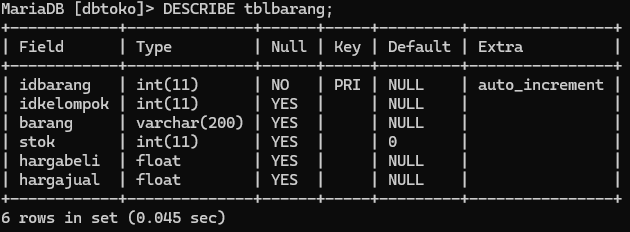 MariaDB [dbtoko]> DESCRIBE tblbarang;
+------------+--------------+------+-----+---------+----------------+
| Field      | Type         | Null | Key | Default | Extra          |
+------------+--------------+------+-----+---------+----------------+
| idbarang   | int(11)      | NO   | PRI | NULL    | auto_increment |
| idkelompok | int(11)      | YES  |     | NULL    |                |
| barang     | varchar(200) | YES  |     | NULL    |                |
| stok       | int(11)      | YES  |     | 0       |                |
| hargabeli  | float        | YES  |     | NULL    |                |
| hargajual  | float        | YES  |     | NULL    |                |
+------------+--------------+------+-----+---------+----------------+
6 rows in set (0.045 sec)